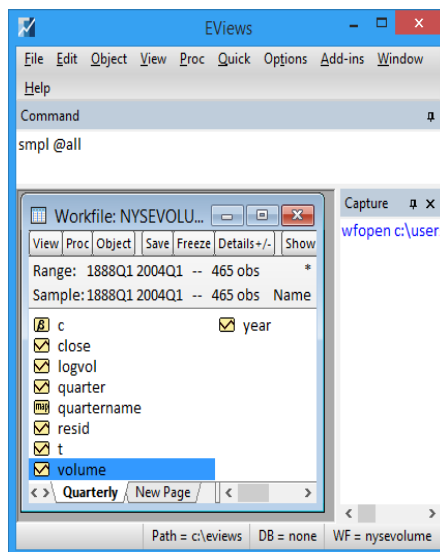 EViews
File Edit Object View Proc Quick Options Add-ins Window
Help
Command
smpl @all
Capture
wfopen c:\user
Workfile: NYSEVOLU...
View Proc Object Save Freeze Details+/- Show
Range: 1888Q1 2004Q1 -- 465 obs *
Sample: 1888Q1 2004Q1 -- 465 obs Name
β c
close
logvol
quarter
map quartername
resid
t
volume
year
Quarterly New Page
Path = c:\eviews DB = none WF = nysevolume